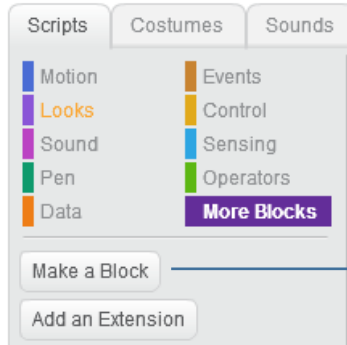 Scripts Costumes Sounds
Motion Events
Looks Control
Sound Sensing
Pen Operators
Data More Blocks
Make a Block
Add an Extension